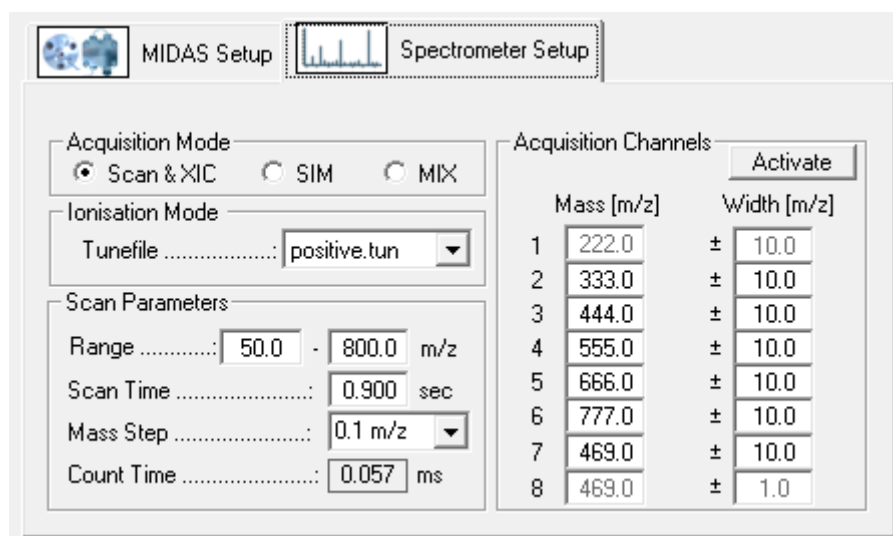 MIDAS Setup
Spectrometer Setup
Acquisition Mode
Scan & XIC SIM MIX
Ionisation Mode
Tunefile ..................: positive.tun
Scan Parameters
Range ............: 50.0 - 800.0 m/z
Scan Time ......................: 0.900 sec
Mass Step ......................: 0.1 m/z
Count Time ......................: 0.057 ms
Acquisition Channels
Activate
Mass [m/z] Width [m/z]
1 222.0 ± 10.0
2 333.0 ± 10.0
3 444.0 ± 10.0
4 555.0 ± 10.0
5 666.0 ± 10.0
6 777.0 ± 10.0
7 469.0 ± 10.0
8 469.0 ± 1.0